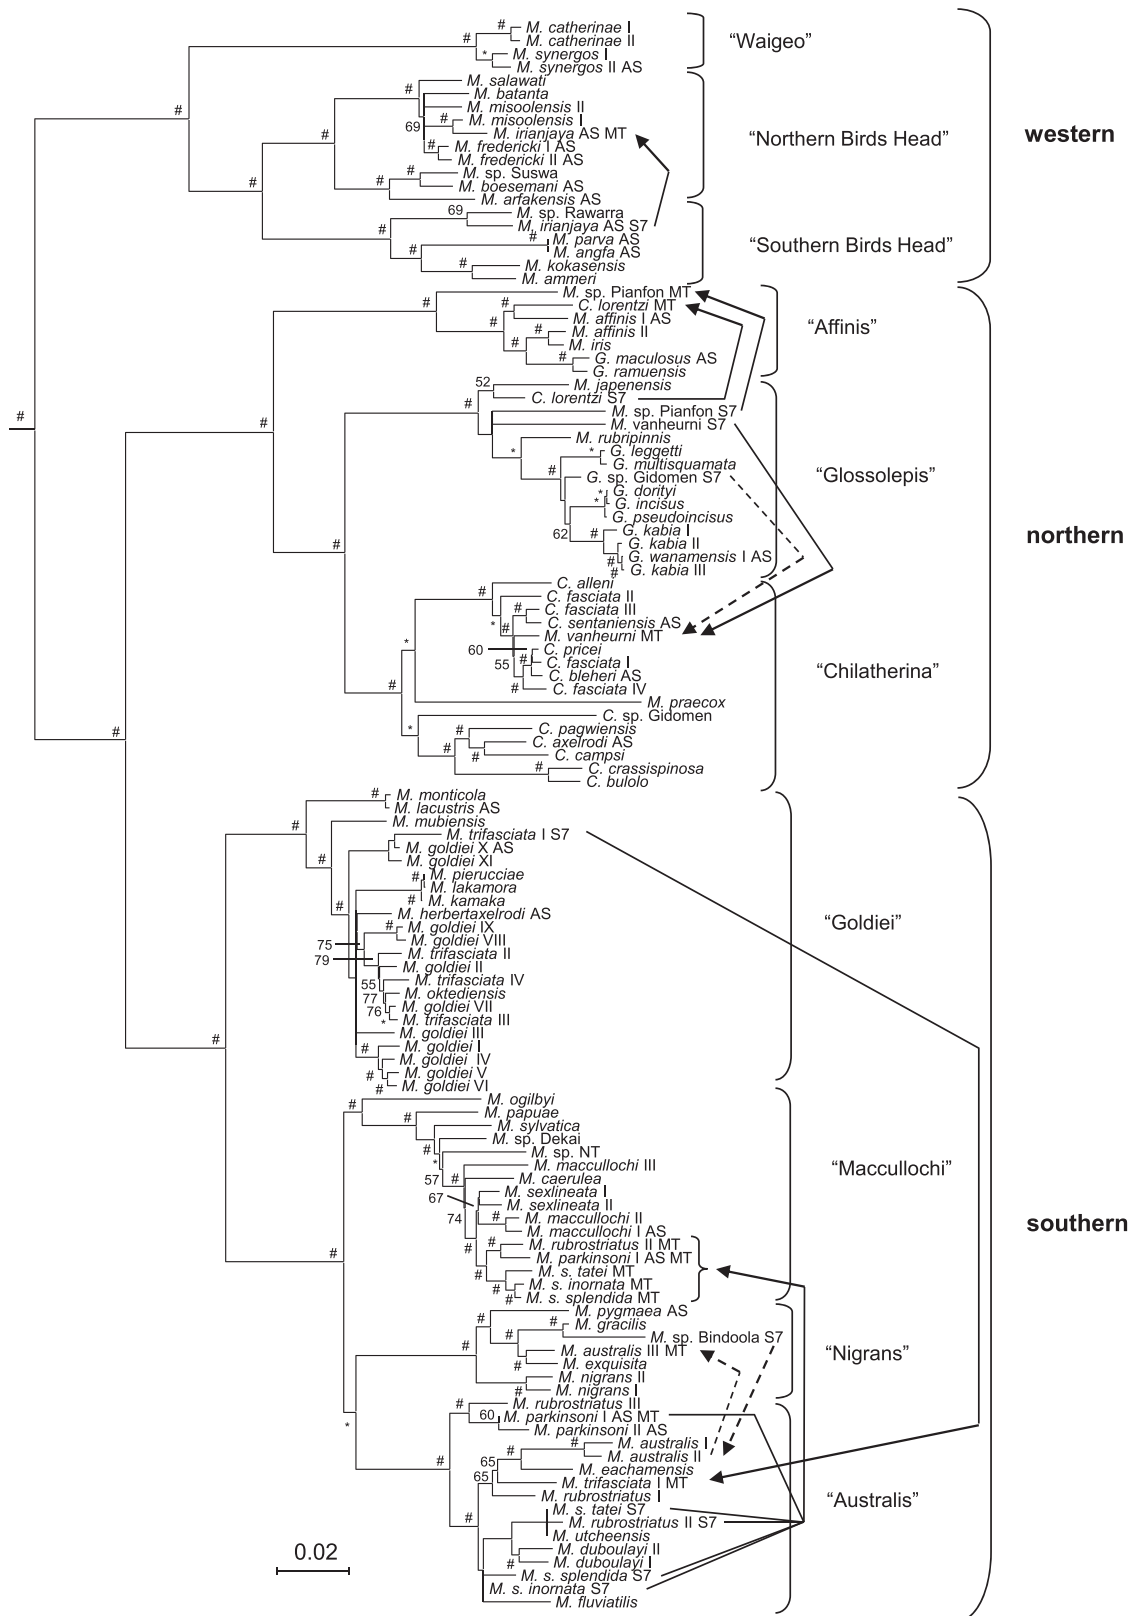 #
M. catherinae I
M. catherinae II
*
M. synergos I
M. synergos II AS
"Waigeo"
#
#
M. salawati
M. batanta
M. misoolensis II
#
M. misoolensis I
69
M. irianjaya AS MT
#
M. fredericki I AS
M. fredericki II AS
#
M. sp. Suswa
#
M. boesemani AS
M. arfakensis AS
"Northern Birds Head"
western
#
#
#
69
M. sp. Rawarra
M. irianjaya AS S7
#
M. parva AS
M. angfa AS
#
#
M. kokasensis
M. ammeri
"Southern Birds Head"
#
#
M. sp. Pianfon MT
#
C. lorentzi MT
M. affinis I AS
#
#
M. affinis II
M. iris
#
#
G. maculosus AS
G. ramuensis
"Affinis"
#
52
M. japenensis
C. lorentzi S7
#
M. sp. Pianfon S7
M. vanheurni S7
*
M. rubripinnis
*
G. leggetti
G. multisquamata
#
G. sp. Gidomen S7
*
G. dorityi
*
G. incisus
G. pseudoincisus
62
#
G. kabia I
G. kabia II
#
G. wanamensis I AS
#
G. kabia III
"Glossolepis"
northern
#
#
C. alleni
C. fasciata II
*
#
C. fasciata III
#
C. sentaniensis AS
M. vanheurni MT
60
C. pricei
55
#
C. fasciata I
C. bleheri AS
#
C. fasciata IV
*
#
M. praecox
*
C. sp. Gidomen
#
C. pagwiensis
C. axelrodi AS
#
#
C. campsi
#
C. crassispinosa
C. bulolo
"Chilatherina"
#
#
M. monticola
M. lacustris AS
#
M. mubiensis
M. trifasciata I S7
#
M. goldiei X AS
M. goldiei XI
#
M. pierucciae
M. lakamora
#
M. kamaka
#
M. herbertaxelrodi AS
#
M. goldiei IX
75
M. goldiei VIII
79
M. trifasciata II
M. goldiei II
55
M. trifasciata IV
77
M. oktediensis
76
M. goldiei VII
*
M. trifasciata III
M. goldiei III
#
M. goldiei I
M. goldiei IV
#
M. goldiei V
#
M. goldiei VI
"Goldiei"
#
#
M. ogilbyi
#
M. papuae
M. sylvatica
#
M. sp. Dekai
*
M. sp. NT
M. maccullochi III
57
#
M. caerulea
67
M. sexlineata I
M. sexlineata II
74
#
M. maccullochi II
M. maccullochi I AS
#
#
M. rubrostriatus II MT
M. parkinsoni I AS MT
#
M. s. tatei MT
#
M. s. inornata MT
#
M. s. splendida MT
"Maccullochi"
southern
#
#
M. pygmaea AS
#
M. gracilis
#
M. sp. Bindoola S7
M. australis III MT
#
M. exquisita
M. nigrans II
#
M. nigrans I
"Nigrans"
*
#
M. rubrostriatus III
60
M. parkinsoni I AS MT
M. parkinsoni II AS
#
#
M. australis I
#
M. australis II
65
M. eachamensis
65
M. trifasciata I MT
M. rubrostriatus I
#
M. s. tatei S7
M. rubrostriatus II S7
M. utcheensis
M. duboulayi II
#
M. duboulayi I
M. s. splendida S7
M. s. inornata S7
M. fluviatilis
"Australis"
0.02